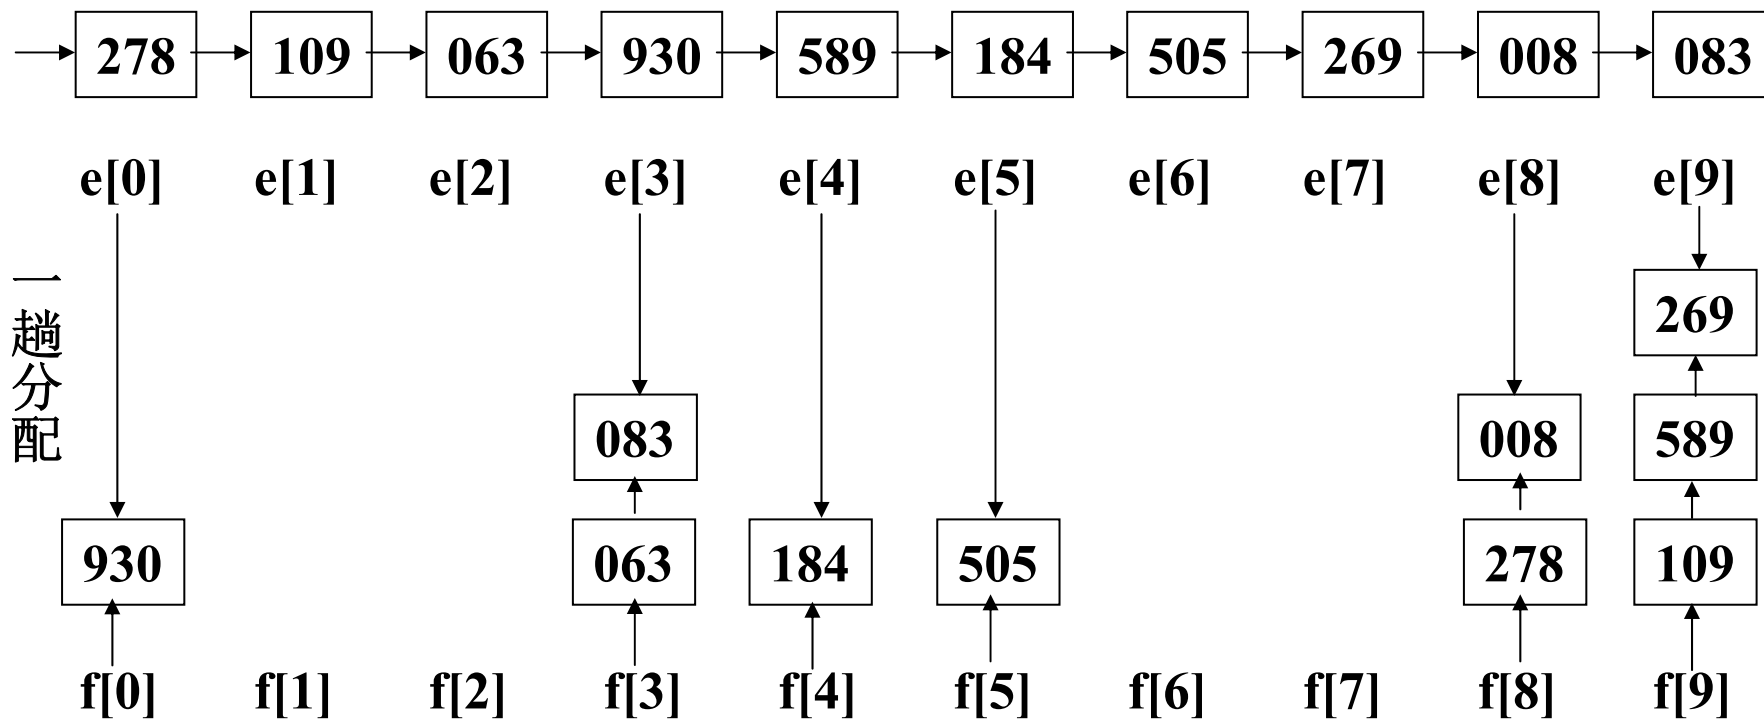 278 109 063 930 589 184 505 269 008 083
e[0] e[1] e[2] e[3] e[4] e[5] e[6] e[7] e[8] e[9]
一趟分配
269
083 008 589
930 063 184 505 278 109
f[0] f[1] f[2] f[3] f[4] f[5] f[6] f[7] f[8] f[9]